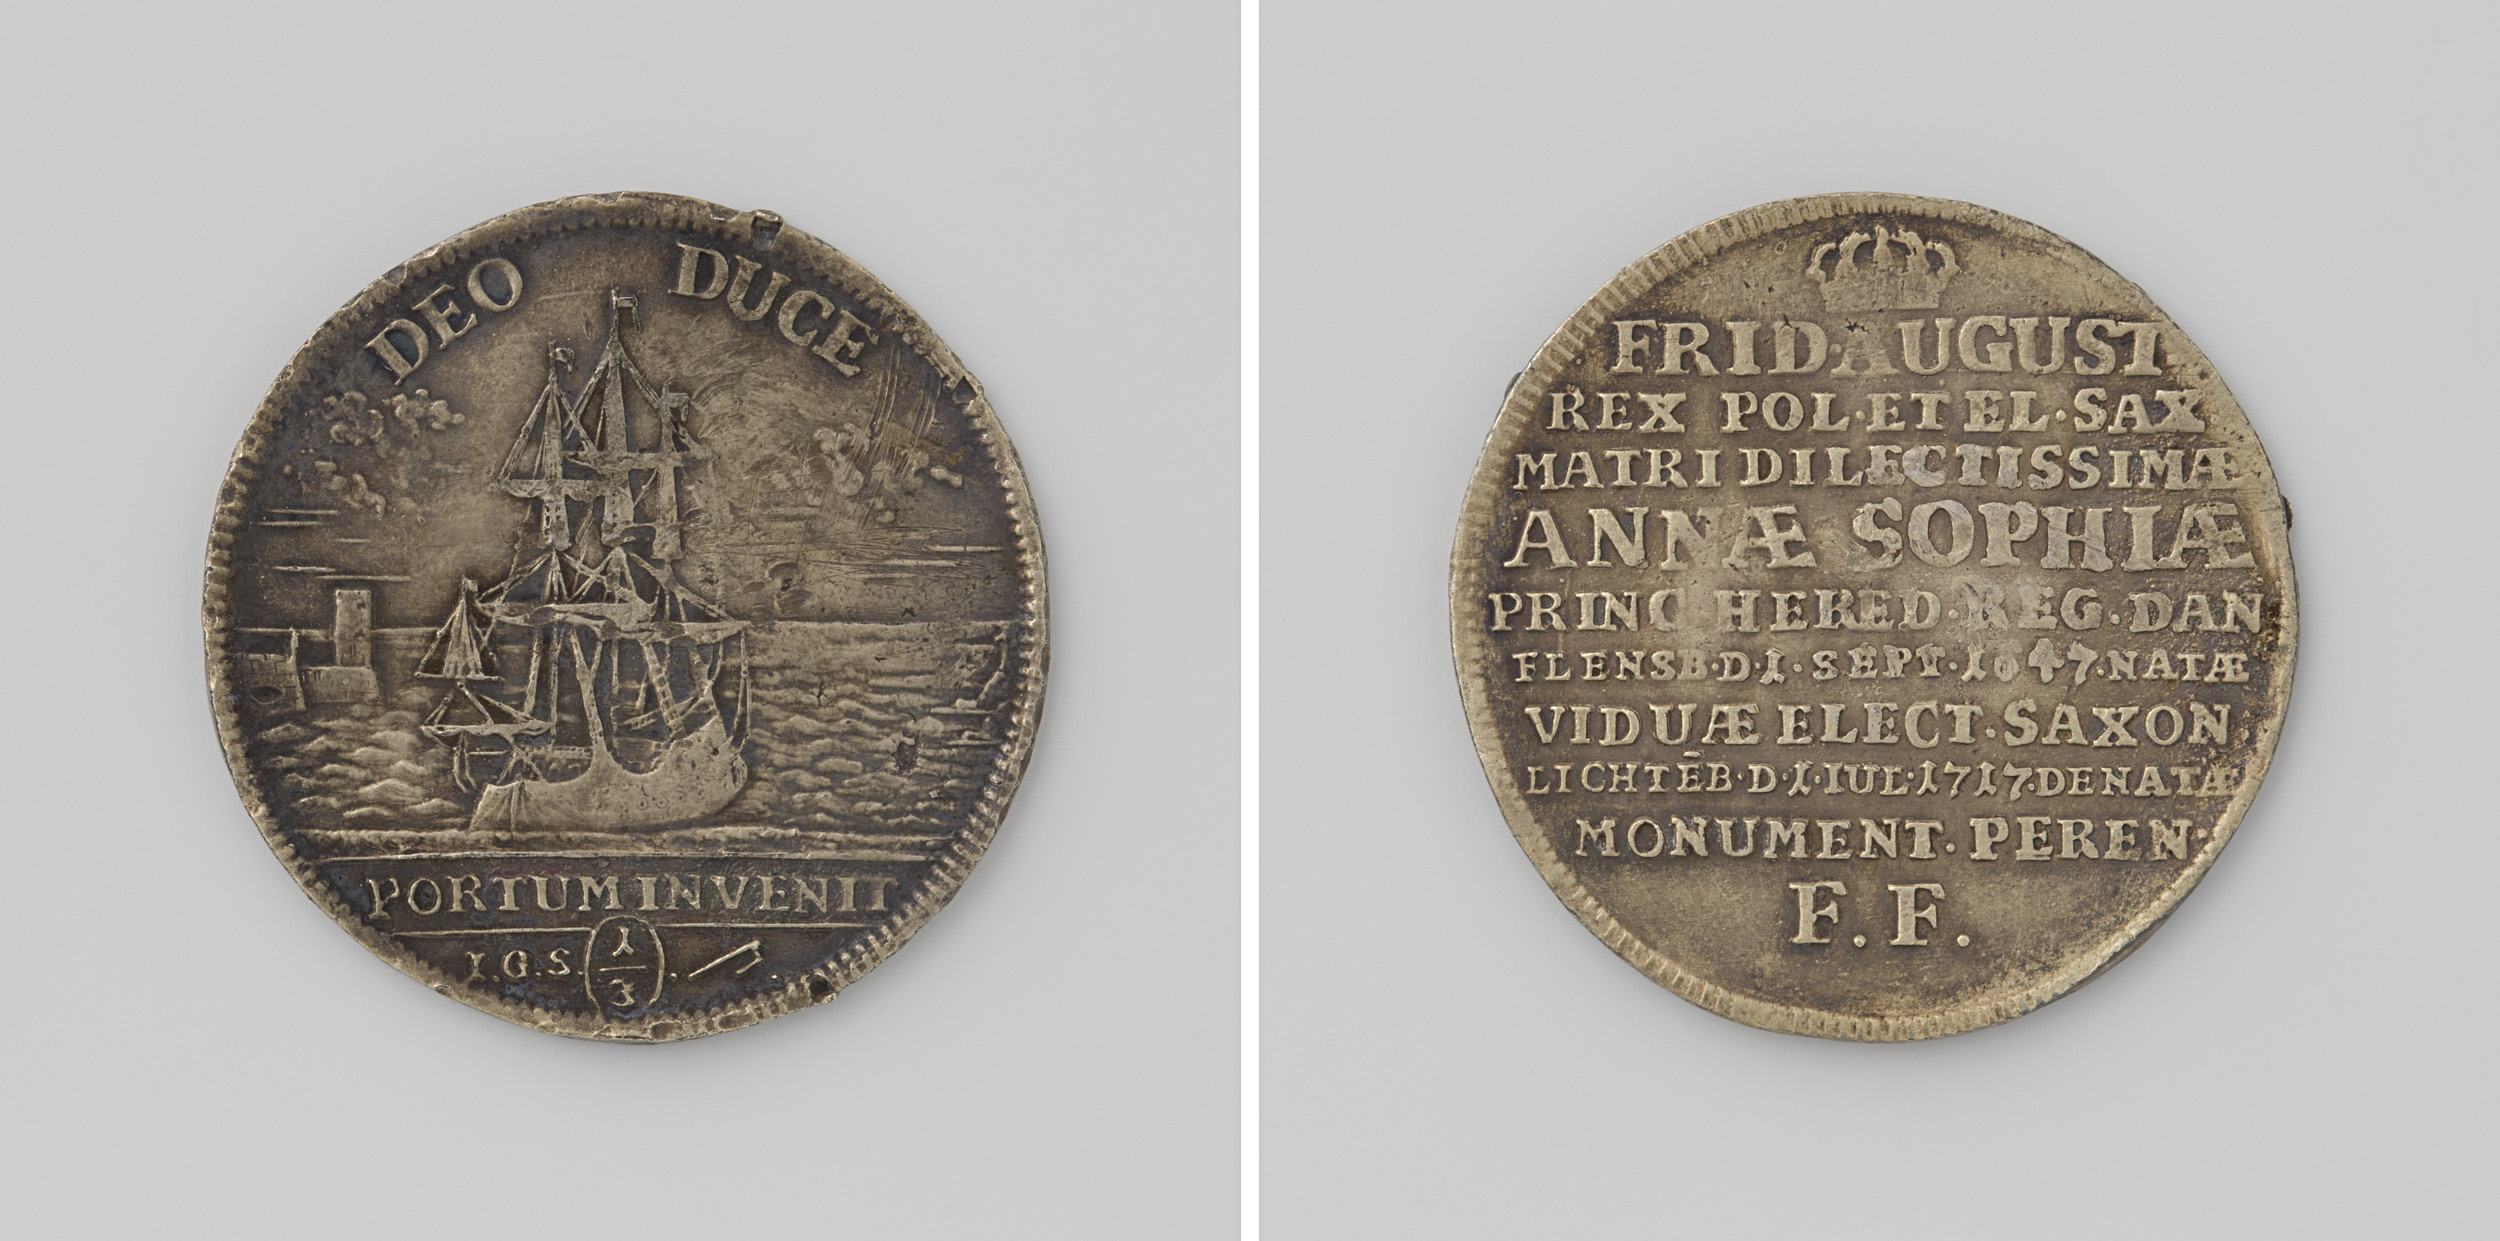 DEO DUCE
PORTUM INVENIT
I.G.S. 1/3
FRID·AUGUST
REX POL·ET EL·SAX
MATRI DILECTISSIMÆ
ANNÆ SOPHIÆ
PRINC HERED·REG·DAN
FLENSB·D·1·SEPT·1647·NATÆ
VIDUÆ ELECT·SAXON
LICHTĒB·D·1·IUL·1717·DENATÆ
MONUMENT·PEREN·
F.F.